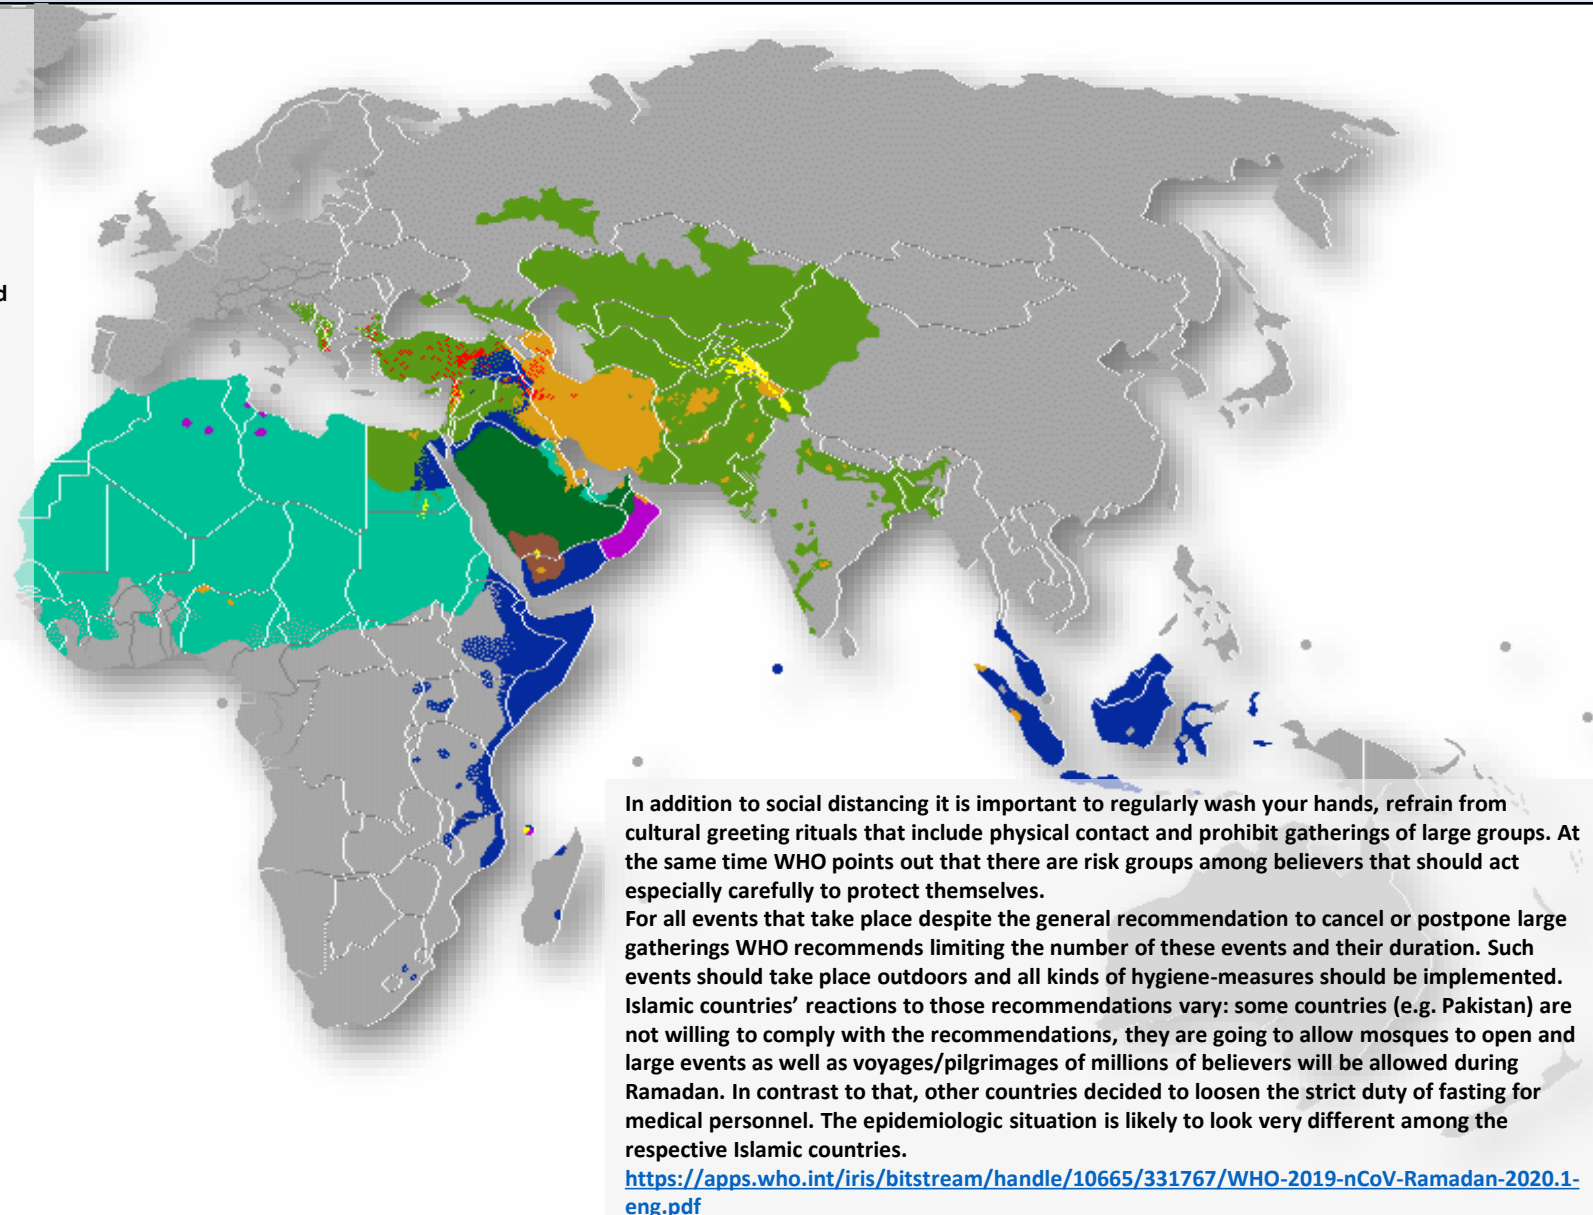 d
In addition to social distancing it is important to regularly wash your hands, refrain from
cultural greeting rituals that include physical contact and prohibit gatherings of large groups. At
the same time WHO points out that there are risk groups among believers that should act
especially carefully to protect themselves.
For all events that take place despite the general recommendation to cancel or postpone large
gatherings WHO recommends limiting the number of these events and their duration. Such
events should take place outdoors and all kinds of hygiene-measures should be implemented.
Islamic countries’ reactions to those recommendations vary: some countries (e.g. Pakistan) are
not willing to comply with the recommendations, they are going to allow mosques to open and
large events as well as voyages/pilgrimages of millions of believers will be allowed during
Ramadan. In contrast to that, other countries decided to loosen the strict duty of fasting for
medical personnel. The epidemiologic situation is likely to look very different among the
respective Islamic countries.
https://apps.who.int/iris/bitstream/handle/10665/331767/WHO-2019-nCoV-Ramadan-2020.1-
eng.pdf